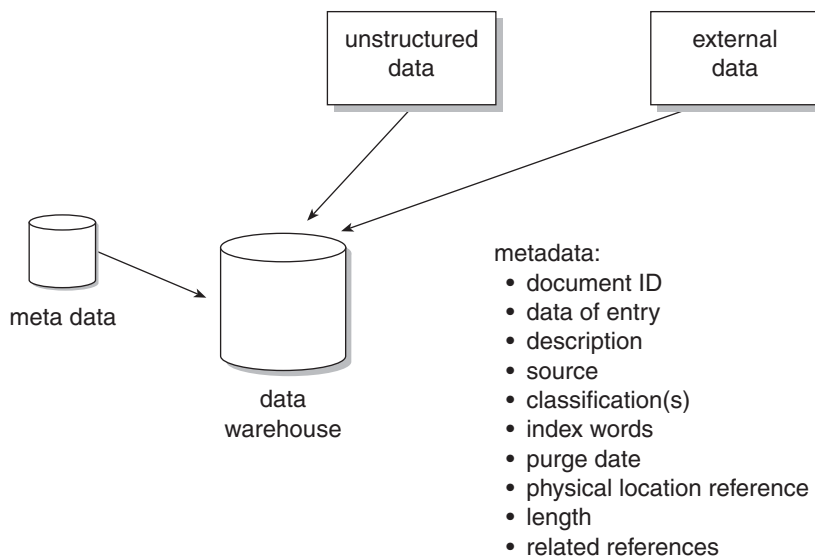 unstructured
data
external
data
meta data
data
warehouse
metadata:
• document ID
• data of entry
• description
• source
• classification(s)
• index words
• purge date
• physical location reference
• length
• related references